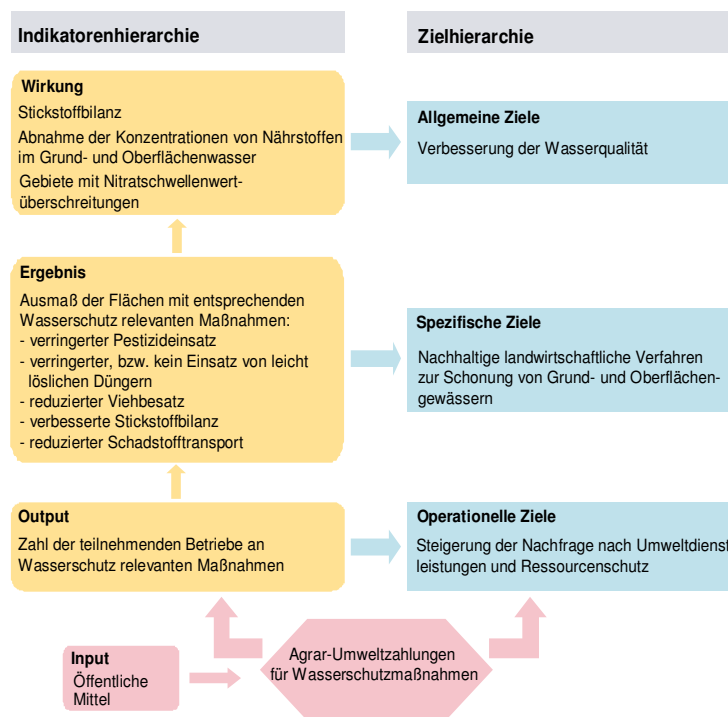 Indikatorenhierarchie
Zielhierarchie
Wirkung
Stickstoffbilanz
Abnahme der Konzentrationen von Nährstoffen
im Grund- und Oberflächenwasser
Gebiete mit Nitratschwellenwert-
überschreitungen
Allgemeine Ziele
Verbesserung der Wasserqualität
Ergebnis
Ausmaß der Flächen mit entsprechenden
Wasserschutz relevanten Maßnahmen:
- verringerter Pestizideinsatz
- verringerter, bzw. kein Einsatz von leicht
löslichen Düngern
- reduzierter Viehbesatz
- verbesserte Stickstoffbilanz
- reduzierter Schadstofftransport
Spezifische Ziele
Nachhaltige landwirtschaftliche Verfahren
zur Schonung von Grund- und Oberflächen-
gewässern
Output
Zahl der teilnehmenden Betriebe an
Wasserschutz relevanten Maßnahmen
Operationelle Ziele
Steigerung der Nachfrage nach Umweltdienst
leistungen und Ressourcenschutz
Agrar-Umweltzahlungen
für Wasserschutzmaßnahmen
Input
Öffentliche
Mittel